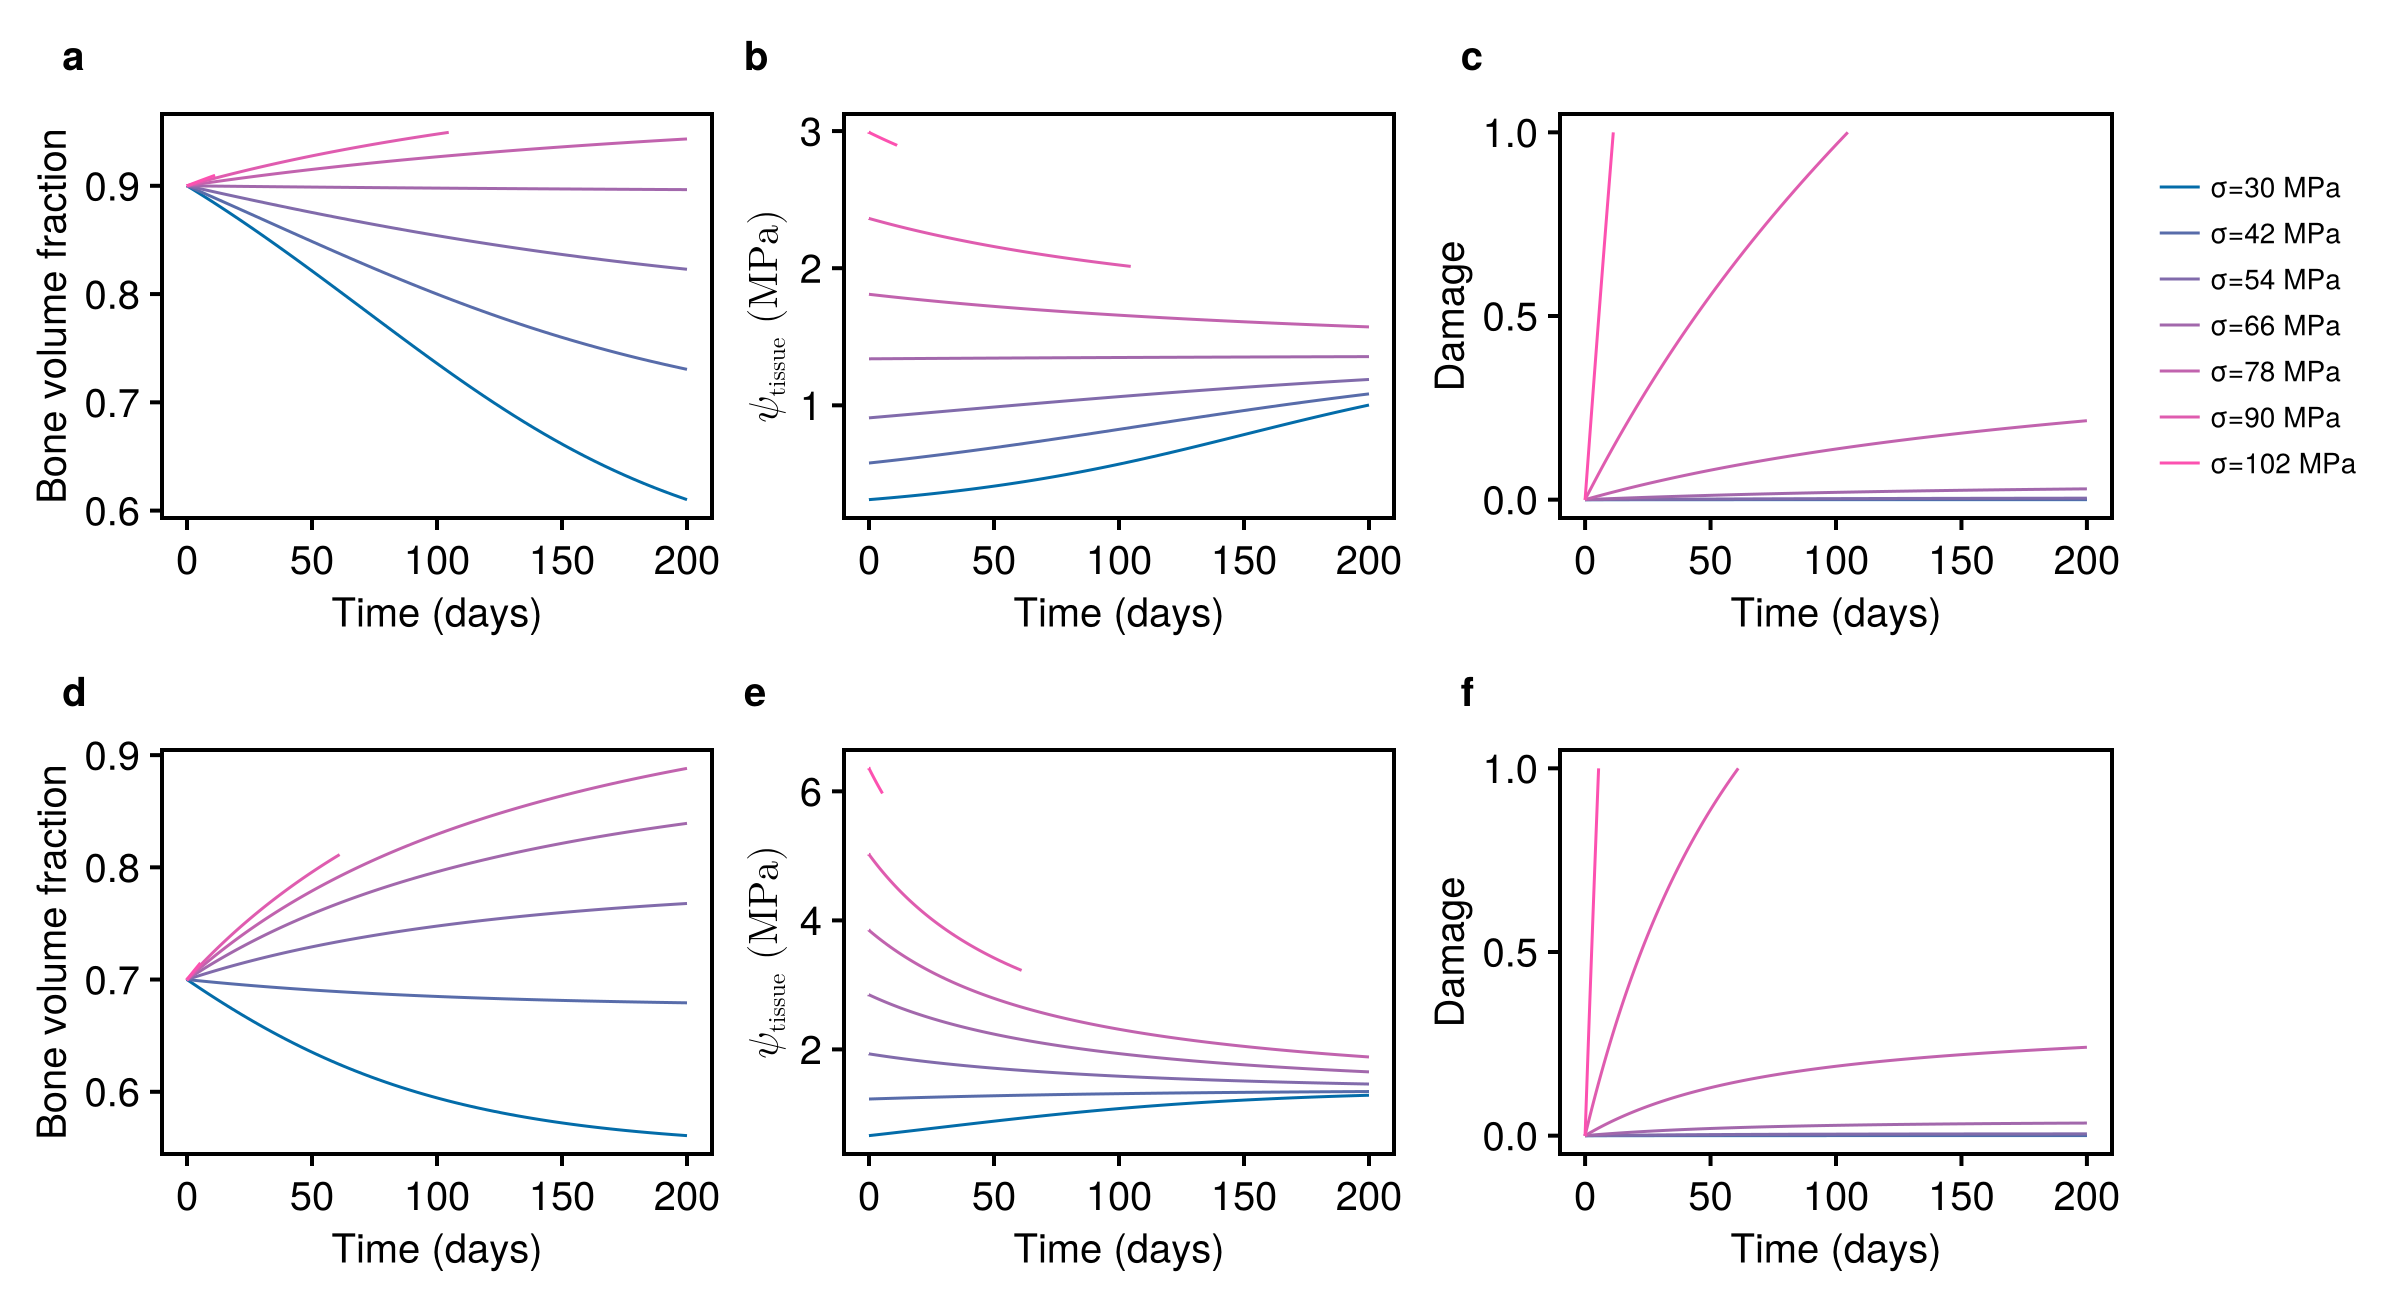 a
b
c
Bone volume fraction
0.9
0.8
0.7
0.6
0 50 100 150 200
Time (days)
ψtissue (MPa)
3
2
1
0 50 100 150 200
Time (days)
Damage
1.0
0.5
0.0
0 50 100 150 200
Time (days)
σ=30 MPa
σ=42 MPa
σ=54 MPa
σ=66 MPa
σ=78 MPa
σ=90 MPa
σ=102 MPa
d
e
f
Bone volume fraction
0.9
0.8
0.7
0.6
0 50 100 150 200
Time (days)
ψtissue (MPa)
6
4
2
0 50 100 150 200
Time (days)
Damage
1.0
0.5
0.0
0 50 100 150 200
Time (days)